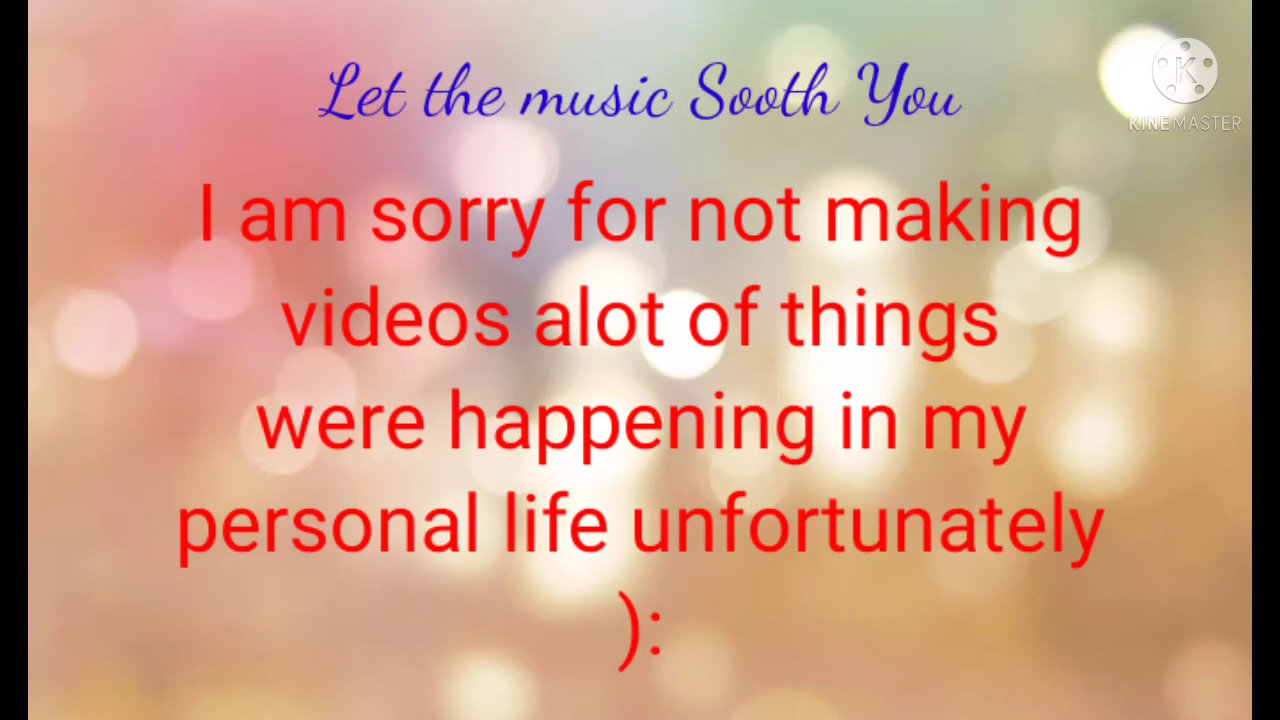 Let the music Sooth You
K
KINEMASTER
I am sorry for not making
videos alot of things
were happening in my
personal life unfortunately
):